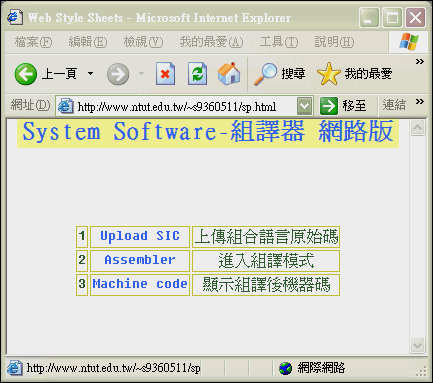 Web Style Sheets - Microsoft Internet Explorer
檔案(F) 編輯(E) 檢視(V) 我的最愛(A) 工具(T) 說明(H) »
上一頁 搜尋 我的最愛 »
網址(D) http://www.ntut.edu.tw/~s9360511/sp.html 移至 連結 »
System Software-組譯器 網路版
1 Upload SIC 上傳組合語言原始碼
2 Assembler 進入組譯模式
3 Machine code 顯示組譯後機器碼
http://www.ntut.edu.tw/~s9360511/sp 網際網路